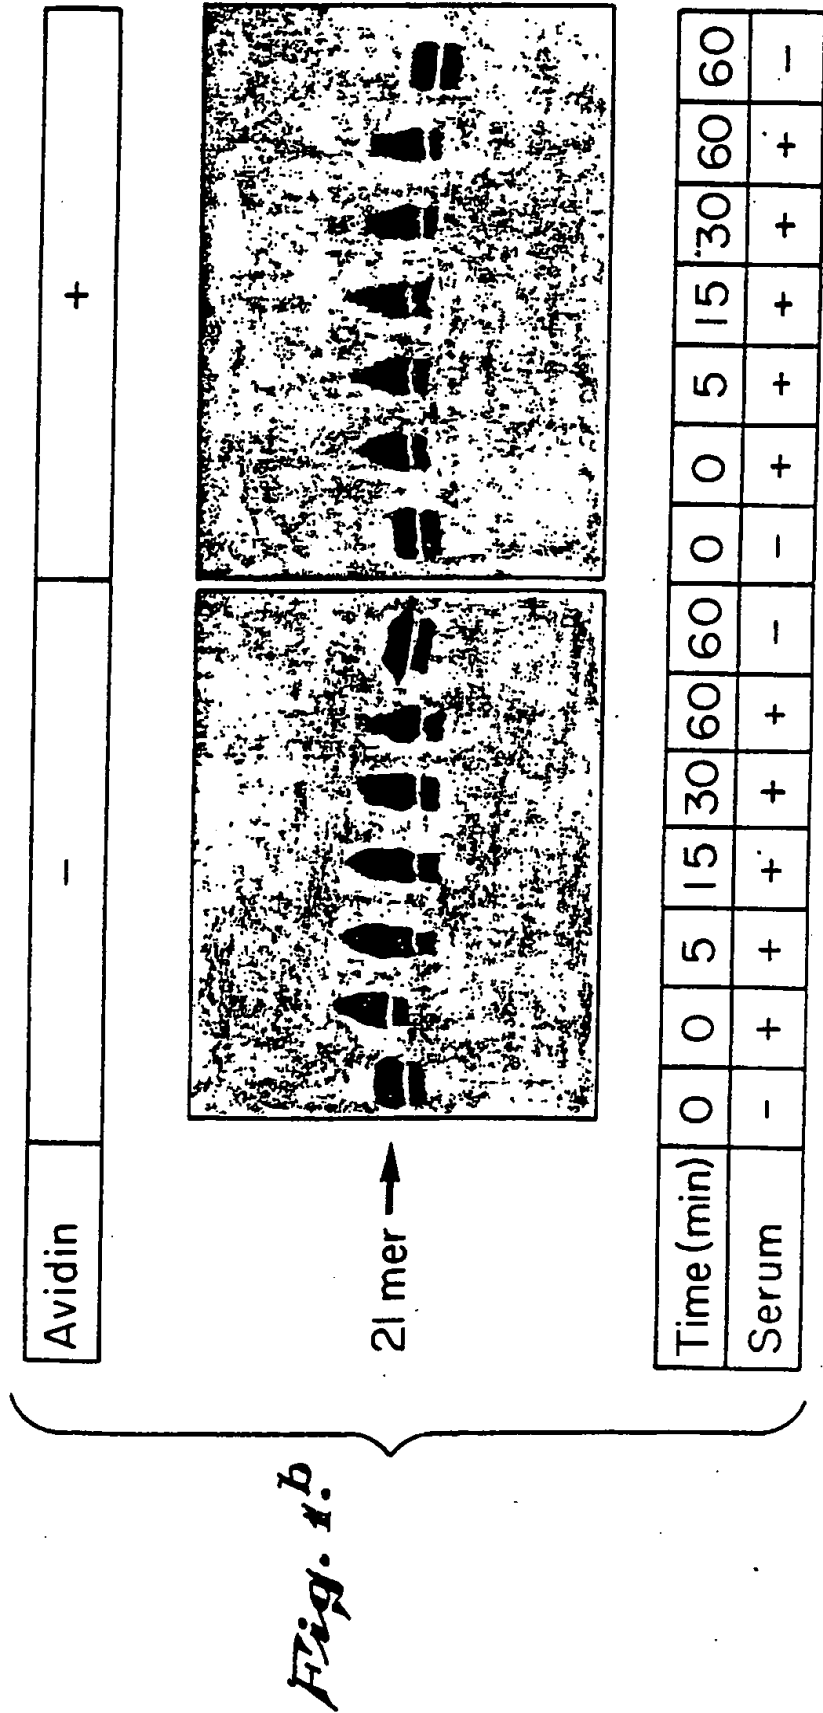 Avidin - +
21 mer
Time (min) 0 0 5 15 30 60 60 0 0 5 15 30 60 60
Serum - + + + + + - - + + + + + -
Fig. 1.b